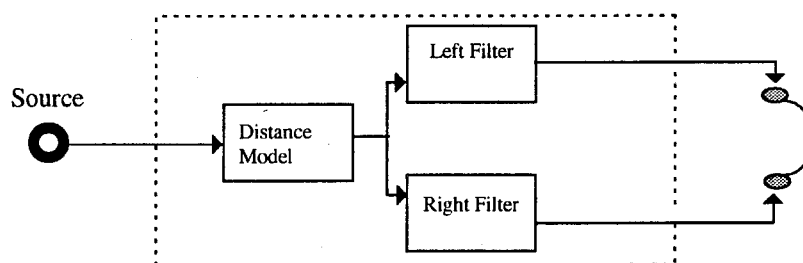 Source
Distance
Model
Left Filter
Right Filter